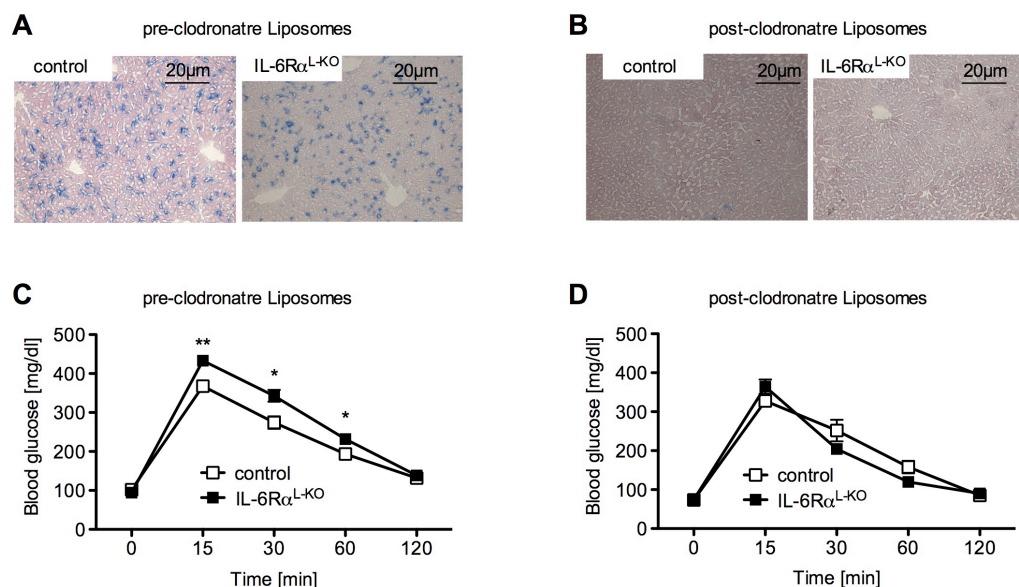 A
pre-clodronatre Liposomes
control
20μm
IL-6Rα^L-KO
20μm
B
post-clodronatre Liposomes
control
20μm
IL-6Rα^L-KO
20μm
C
pre-clodronatre Liposomes
Blood glucose [mg/dl]
500
400
300
200
100
0
**
*
*
control
IL-6Rα^L-KO
0 15 30 60 120
Time [min]
D
post-clodronatre Liposomes
Blood glucose [mg/dl]
500
400
300
200
100
0
control
IL-6Rα^L-KO
0 15 30 60 120
Time [min]